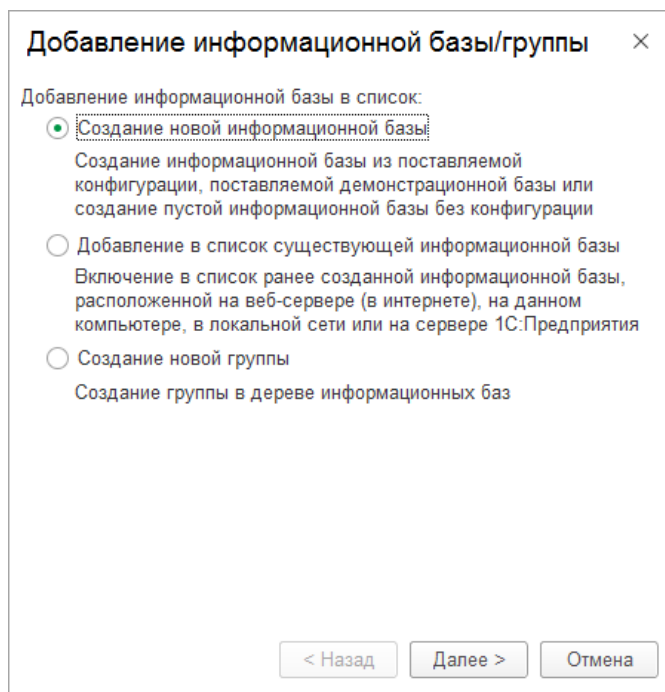 Добавление информационной базы/группы
Добавление информационной базы в список:
Создание новой информационной базы
Создание информационной базы из поставляемой
конфигурации, поставляемой демонстрационной базы или
создание пустой информационной базы без конфигурации
Добавление в список существующей информационной базы
Включение в список ранее созданной информационной базы,
расположенной на веб-сервере (в интернете), на данном
компьютере, в локальной сети или на сервере 1С:Предприятия
Создание новой группы
Создание группы в дереве информационных баз
< Назад Далее > Отмена